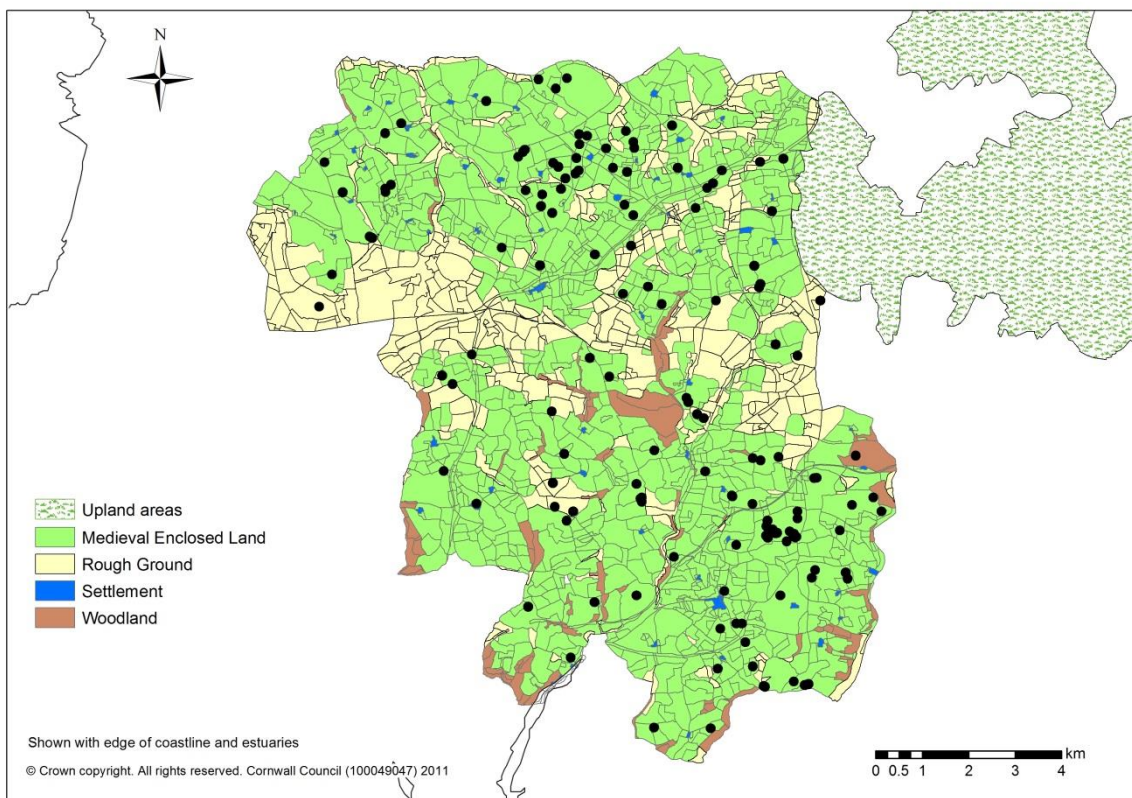 N
Upland areas
Medieval Enclosed Land
Rough Ground
Settlement
Woodland
Shown with edge of coastline and estuaries
© Crown copyright. All rights reserved. Cornwall Council (100049047) 2011
km
0 0.5 1 2 3 4